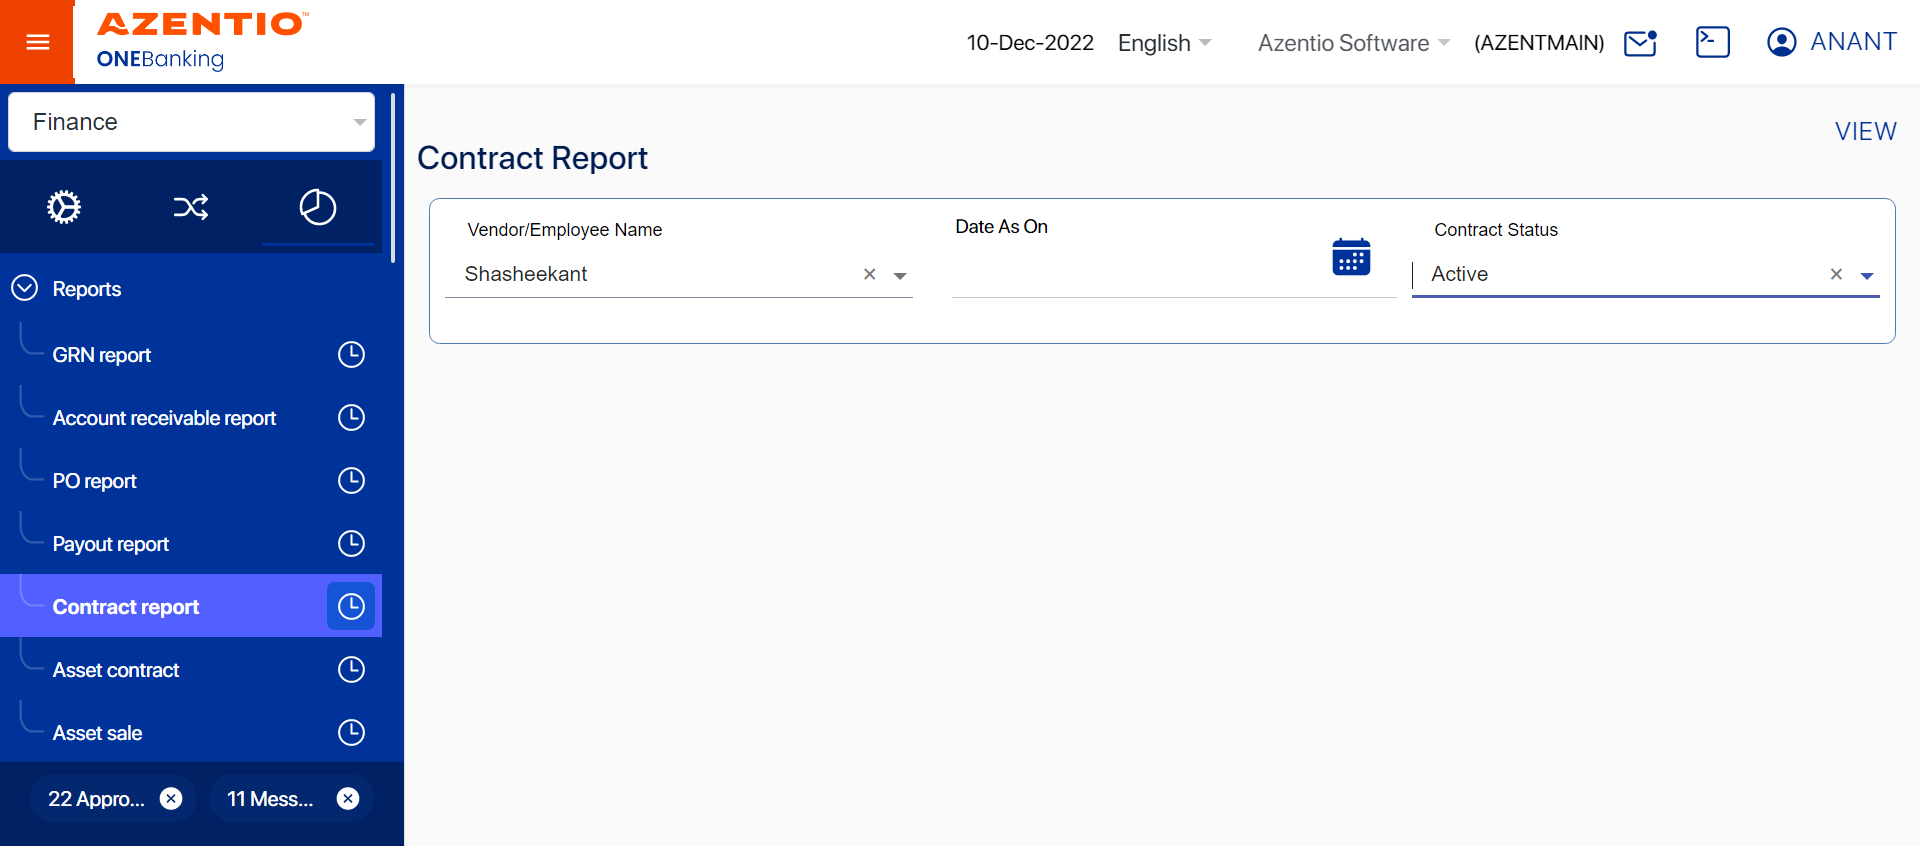 AZENTIO™
ONEBanking
10-Dec-2022
English
Azentio Software
(AZENTMAIN)
ANANT
Finance
Reports
GRN report
Account receivable report
PO report
Payout report
Contract report
Asset contract
Asset sale
22 Appro...
11 Mess...
VIEW
Contract Report
Vendor/Employee Name
Shasheekant
Date As On
Contract Status
Active